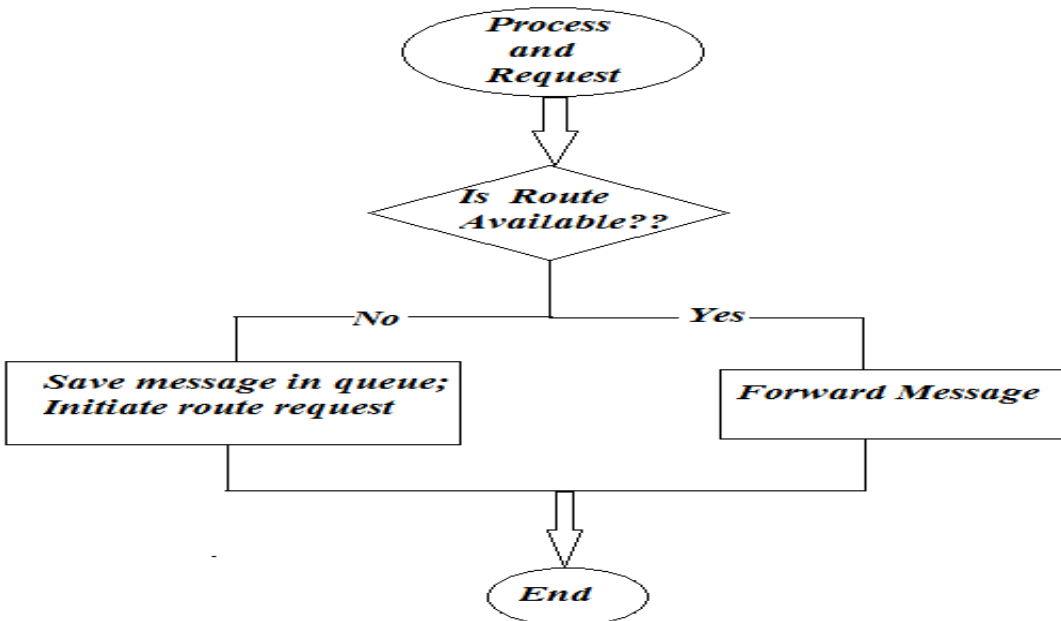 Process
and
Request
Is Route
Available??
No
Yes
Save message in queue;
Initiate route request
Forward Message
End